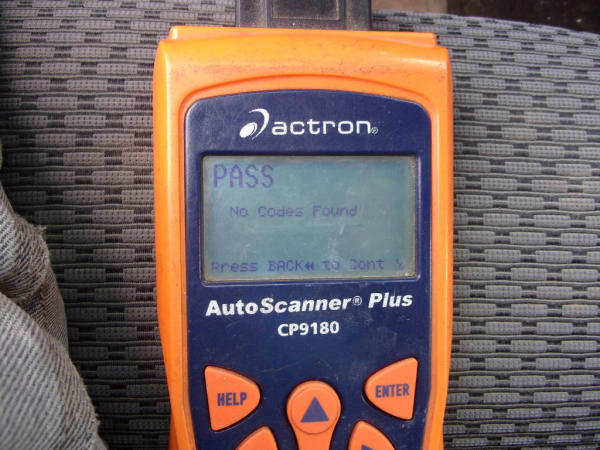 actron®
PASS
No Codes Found
Press BACK◀◀ to Cont
AutoScanner® Plus
CP9180
HELP
ENTER